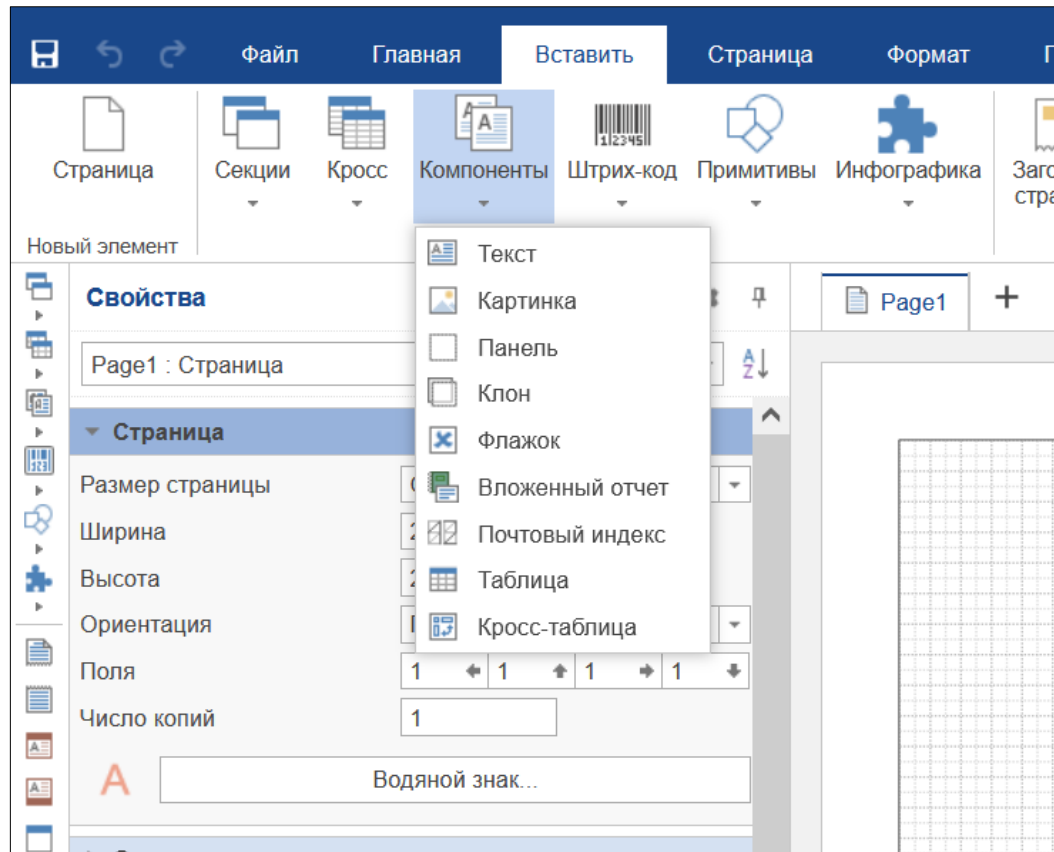 Файл Главная Вставить Страница Формат
Страница Секции Кросс Компоненты Штрих-код Примитивы Инфографика
Новый элемент
Текст
Картинка
Панель
Клон
Флажок
Вложенный отчет
Почтовый индекс
Таблица
Кросс-таблица
Свойства
Page1 : Страница
Страница
Размер страницы
Ширина
Высота
Ориентация
Поля 1 1 1 1
Число копий 1
Водяной знак...
Page1